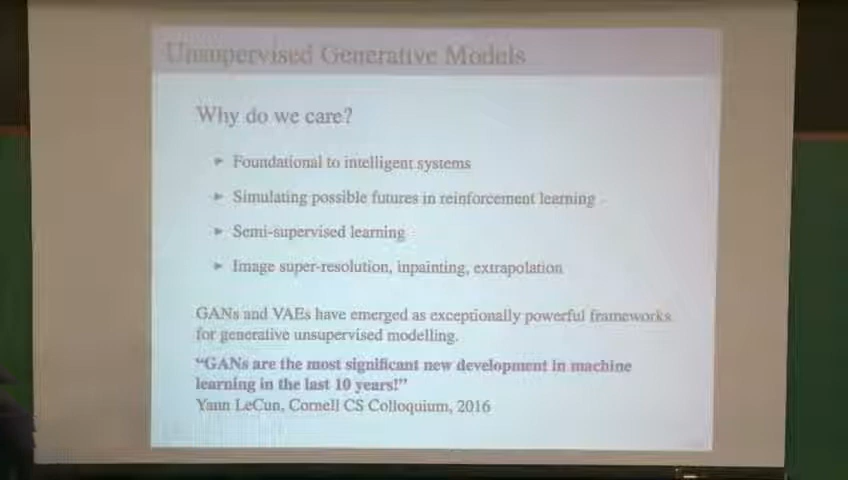 Unsupervised Generative Models
Why do we care?
Foundational to intelligent systems
Simulating possible futures in reinforcement learning
Semi-supervised learning
Image super-resolution, inpainting, extrapolation
GANs and VAEs have emerged as exceptionally powerful frameworks
for generative unsupervised modelling.
“GANs are the most significant new development in machine
learning in the last 10 years!”
Yann LeCun, Cornell CS Colloquium, 2016